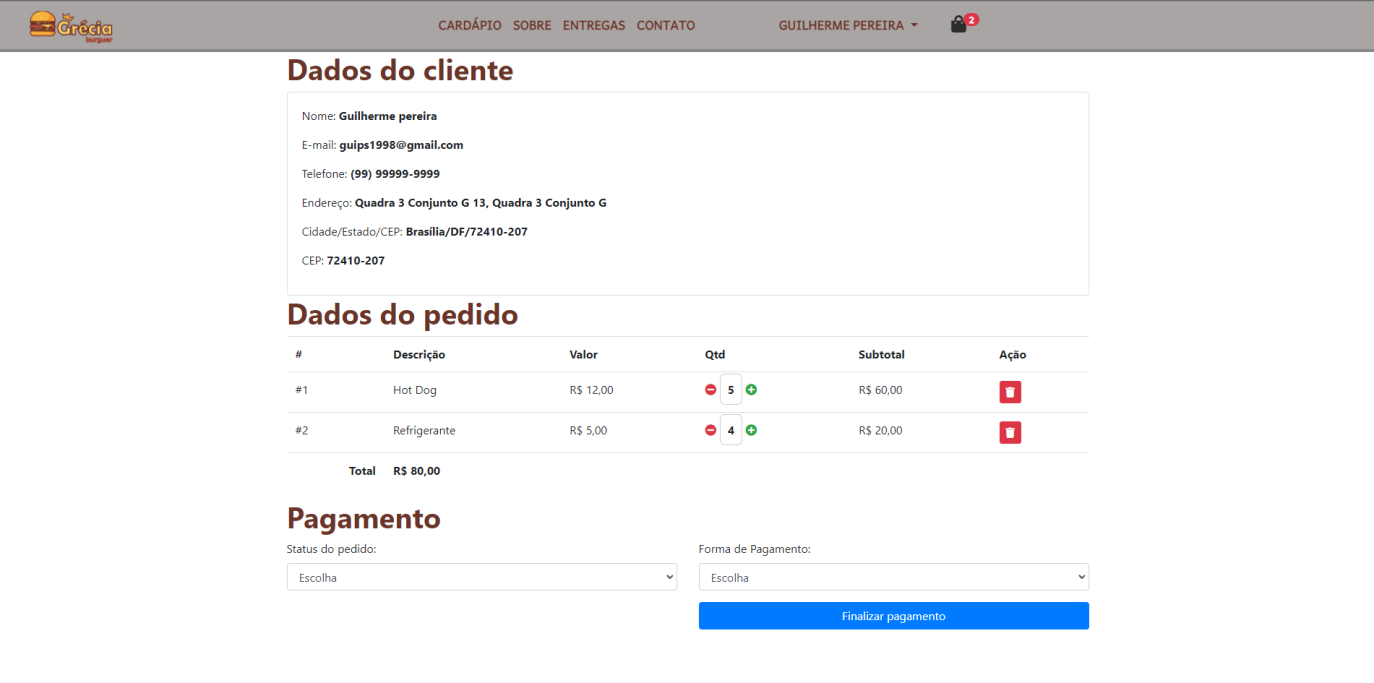 Grécia
burguer
CARDÁPIO SOBRE ENTREGAS CONTATO GUILHERME PEREIRA 2
Dados do cliente
Nome: Guilherme pereira
E-mail: guips1998@gmail.com
Telefone: (99) 99999-9999
Endereço: Quadra 3 Conjunto G 13, Quadra 3 Conjunto G
Cidade/Estado/CEP: Brasília/DF/72410-207
CEP: 72410-207
Dados do pedido
# Descrição Valor Qtd Subtotal Ação
#1 Hot Dog R$ 12,00 5 R$ 60,00
#2 Refrigerante R$ 5,00 4 R$ 20,00
Total R$ 80,00
Pagamento
Status do pedido: Forma de Pagamento:
Escolha Escolha
Finalizar pagamento